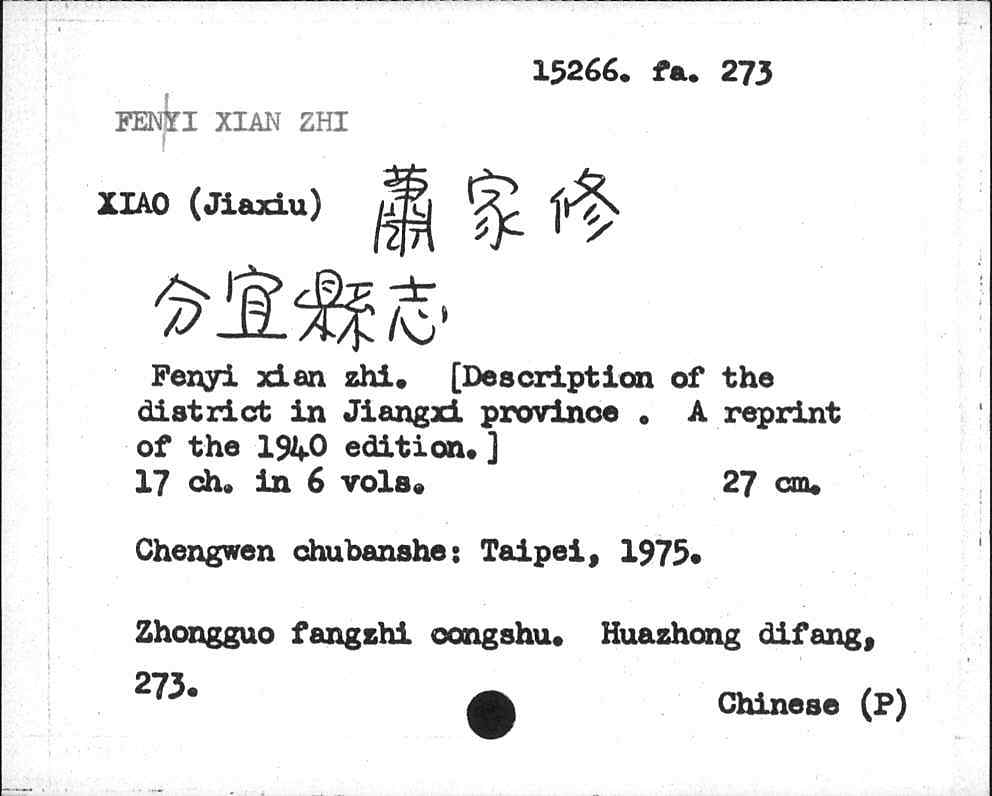 15266. fa. 273
FENYI XIAN ZHI
XIAO (Jiaxiu) 蕭家修
分宜縣志
Fenyi xian zhi. [Description of the
district in Jiangxi province . A reprint
of the 1940 edition.]
17 ch. in 6 vols. 27 cm.
Chengwen chubanshe: Taipei, 1975.
Zhongguo fangzhi congshu. Huazhong difang,
273.
Chinese (P)